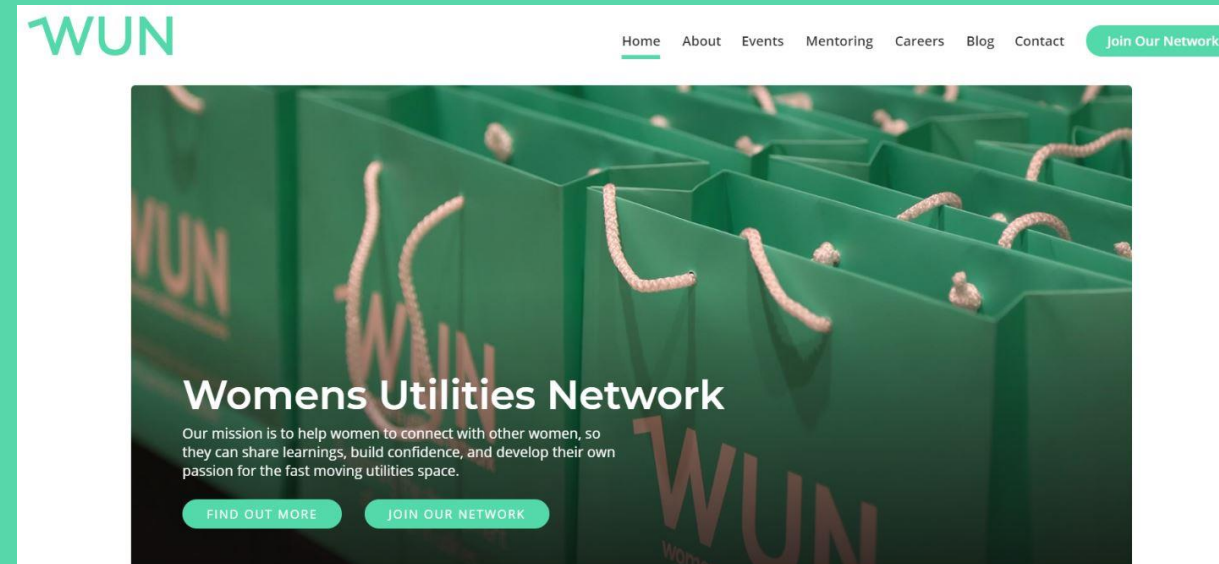 WUN
Home About Events Mentoring Careers Blog Contact Join Our Network
WUN
WUN
Womens Utilities Network
Our mission is to help women to connect with other women, so
they can share learnings, build confidence, and develop their own
passion for the fast moving utilities space.
FIND OUT MORE JOIN OUR NETWORK
WUN